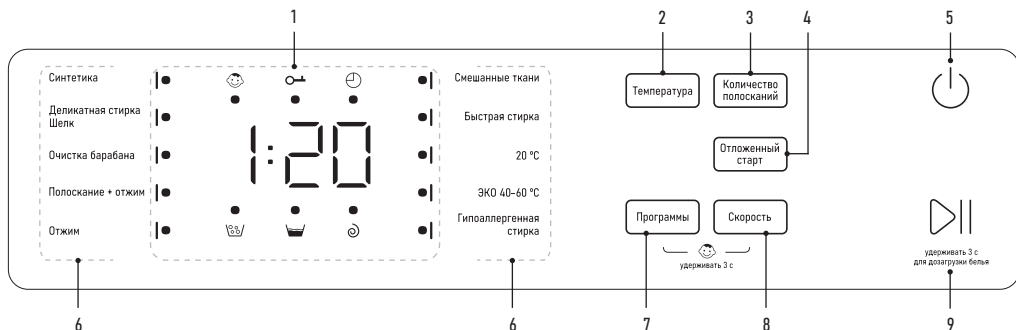 1
2
3
4
5
Синтетика
Деликатная стирка
Шелк
Очистка барабана
Полоскание + отжим
Отжим
1:20
Смешанные ткани
Быстрая стирка
20 °C
ЭКО 40–60 °C
Гипоаллергенная
стирка
Температура
Количество
полосканий
Отложенный
старт
Программы
Скорость
удерживать 3 с
удерживать 3 с
для дозагрузки белья
6
6
7
8
9